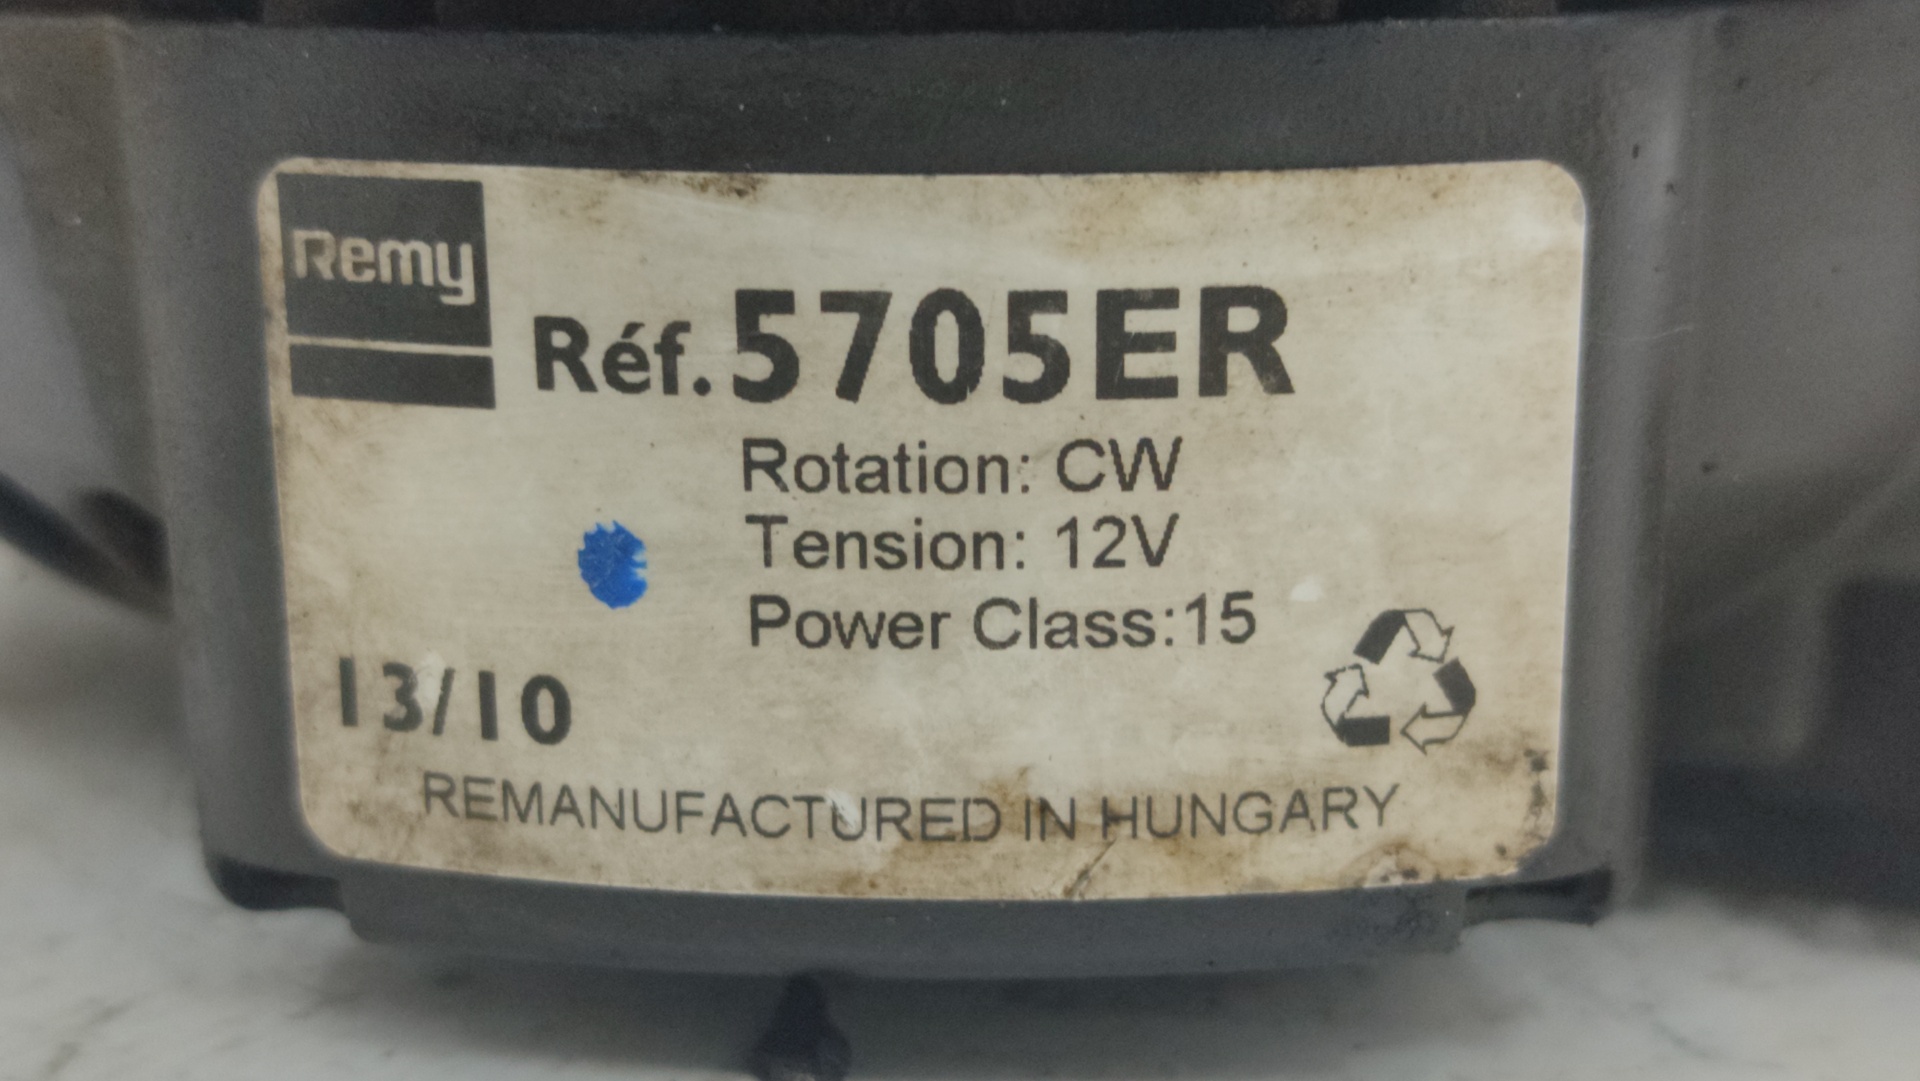 Remy
Réf. 5705ER
Rotation: CW
Tension: 12V
Power Class:15
13/10
REMANUFACTURED IN HUNGARY